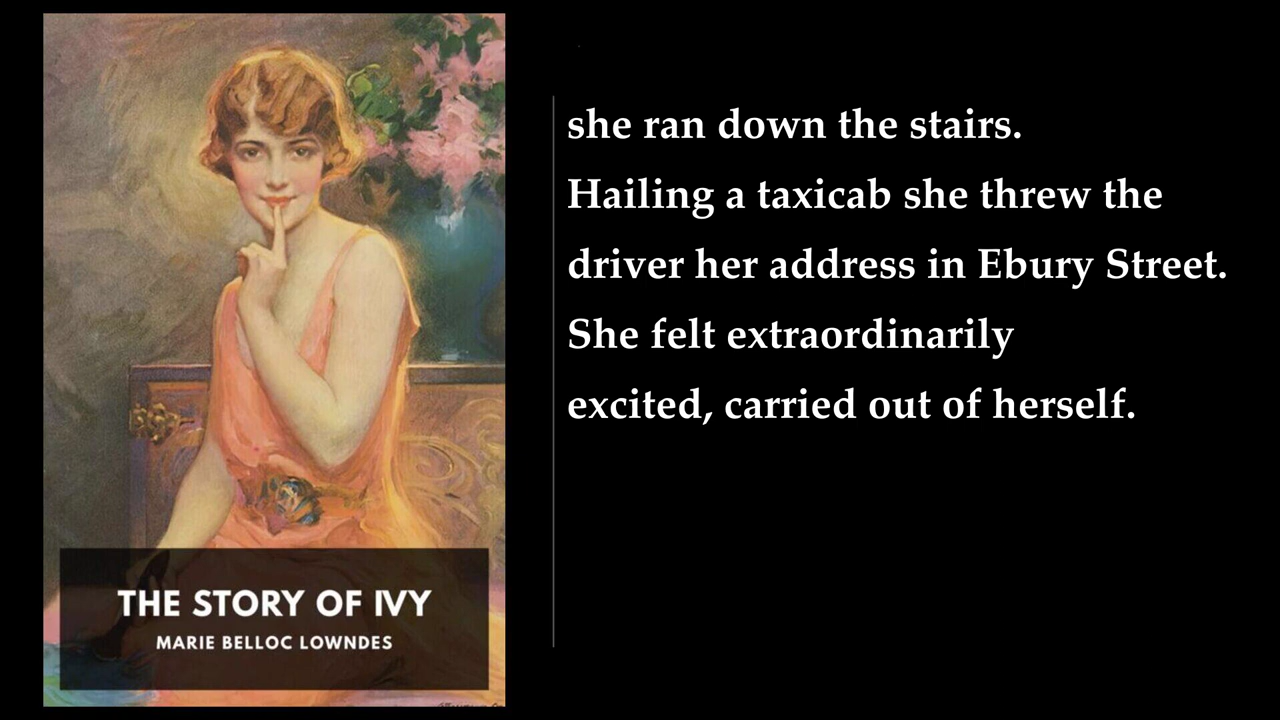 THE STORY OF IVY
MARIE BELLOC LOWNDES
she ran down the stairs.
Hailing a taxicab she threw the
driver her address in Ebury Street.
She felt extraordinarily
excited, carried out of herself.